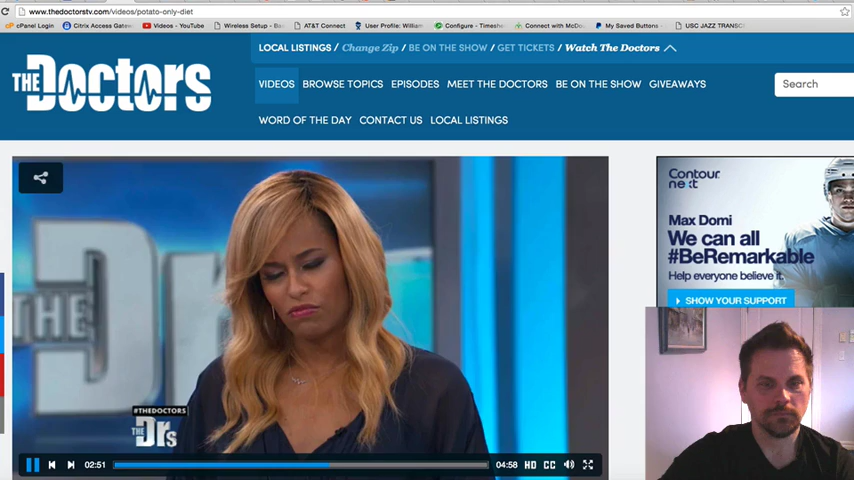 www.thedoctorstv.com/videos/potato-only-diet
cPanel Login Citrix Access Gatew Videos - YouTube Wireless Setup - Ba AT&T Connect User Profile: William Configure - Timeshe Connect with McDo My Saved Buttons USC JAZZ TRANSC
LOCAL LISTINGS / Change Zip / BE ON THE SHOW / GET TICKETS / Watch The Doctors
THE Doctors
VIDEOS BROWSE TOPICS EPISODES MEET THE DOCTORS BE ON THE SHOW GIVEAWAYS
Search
WORD OF THE DAY CONTACT US LOCAL LISTINGS
THE Drs
#THEDOCTORS
THE Drs
02:51 04:58 HD CC
Contour
next
Max Domi
We can all
#BeRemarkable
Help everyone believe it.
SHOW YOUR SUPPORT